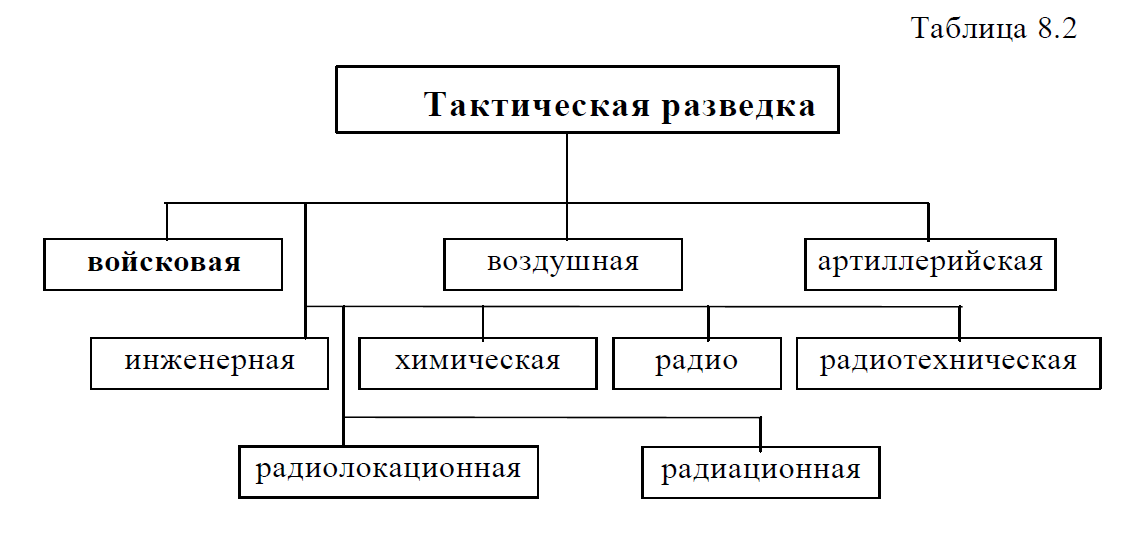 Таблица 8.2
Тактическая разведка
войсковая
воздушная
артиллерийская
инженерная
химическая
радио
радиотехническая
радиолокационная
радиационная